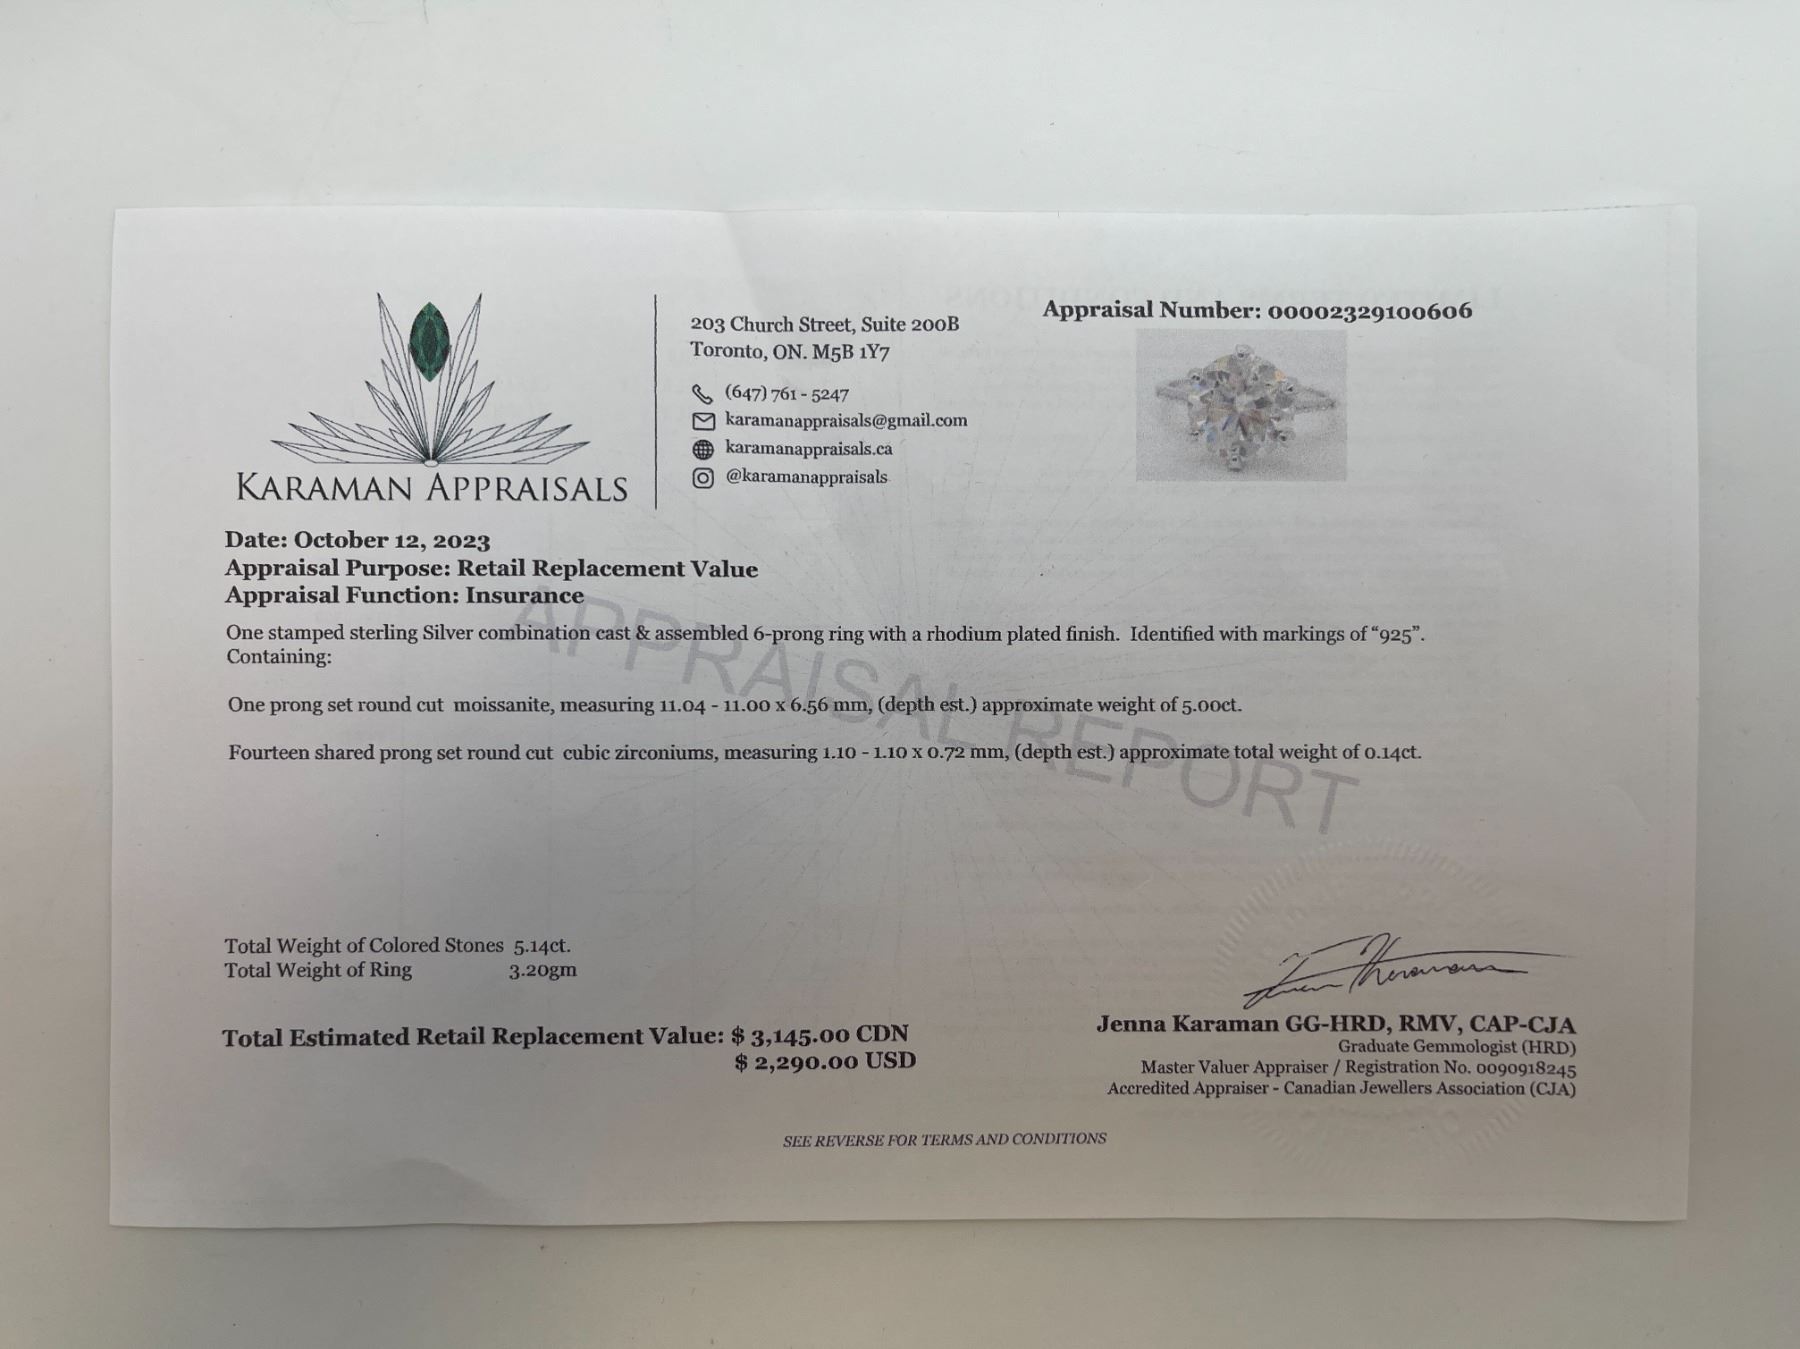 KARAMAN APPRAISALS
203 Church Street, Suite 200B
Toronto, ON. M5B 1Y7
(647) 761 - 5247
karamanappraisals@gmail.com
karamanappraisals.ca
@karamanappraisals
Appraisal Number: 00002329100606
Date: October 12, 2023
Appraisal Purpose: Retail Replacement Value
Appraisal Function: Insurance
One stamped sterling Silver combination cast & assembled 6-prong ring with a rhodium plated finish. Identified with markings of “925”.
Containing:
One prong set round cut moissanite, measuring 11.04 - 11.00 x 6.56 mm, (depth est.) approximate weight of 5.00ct.
Fourteen shared prong set round cut cubic zirconiums, measuring 1.10 - 1.10 x 0.72 mm, (depth est.) approximate total weight of 0.14ct.
APPRAISAL REPORT
Total Weight of Colored Stones 5.14ct.
Total Weight of Ring 3.20gm
Total Estimated Retail Replacement Value: $ 3,145.00 CDN
$ 2,290.00 USD
Jenna Karaman GG-HRD, RMV, CAP-CJA
Graduate Gemmologist (HRD)
Master Valuer Appraiser / Registration No. 0090918245
Accredited Appraiser - Canadian Jewellers Association (CJA)
SEE REVERSE FOR TERMS AND CONDITIONS